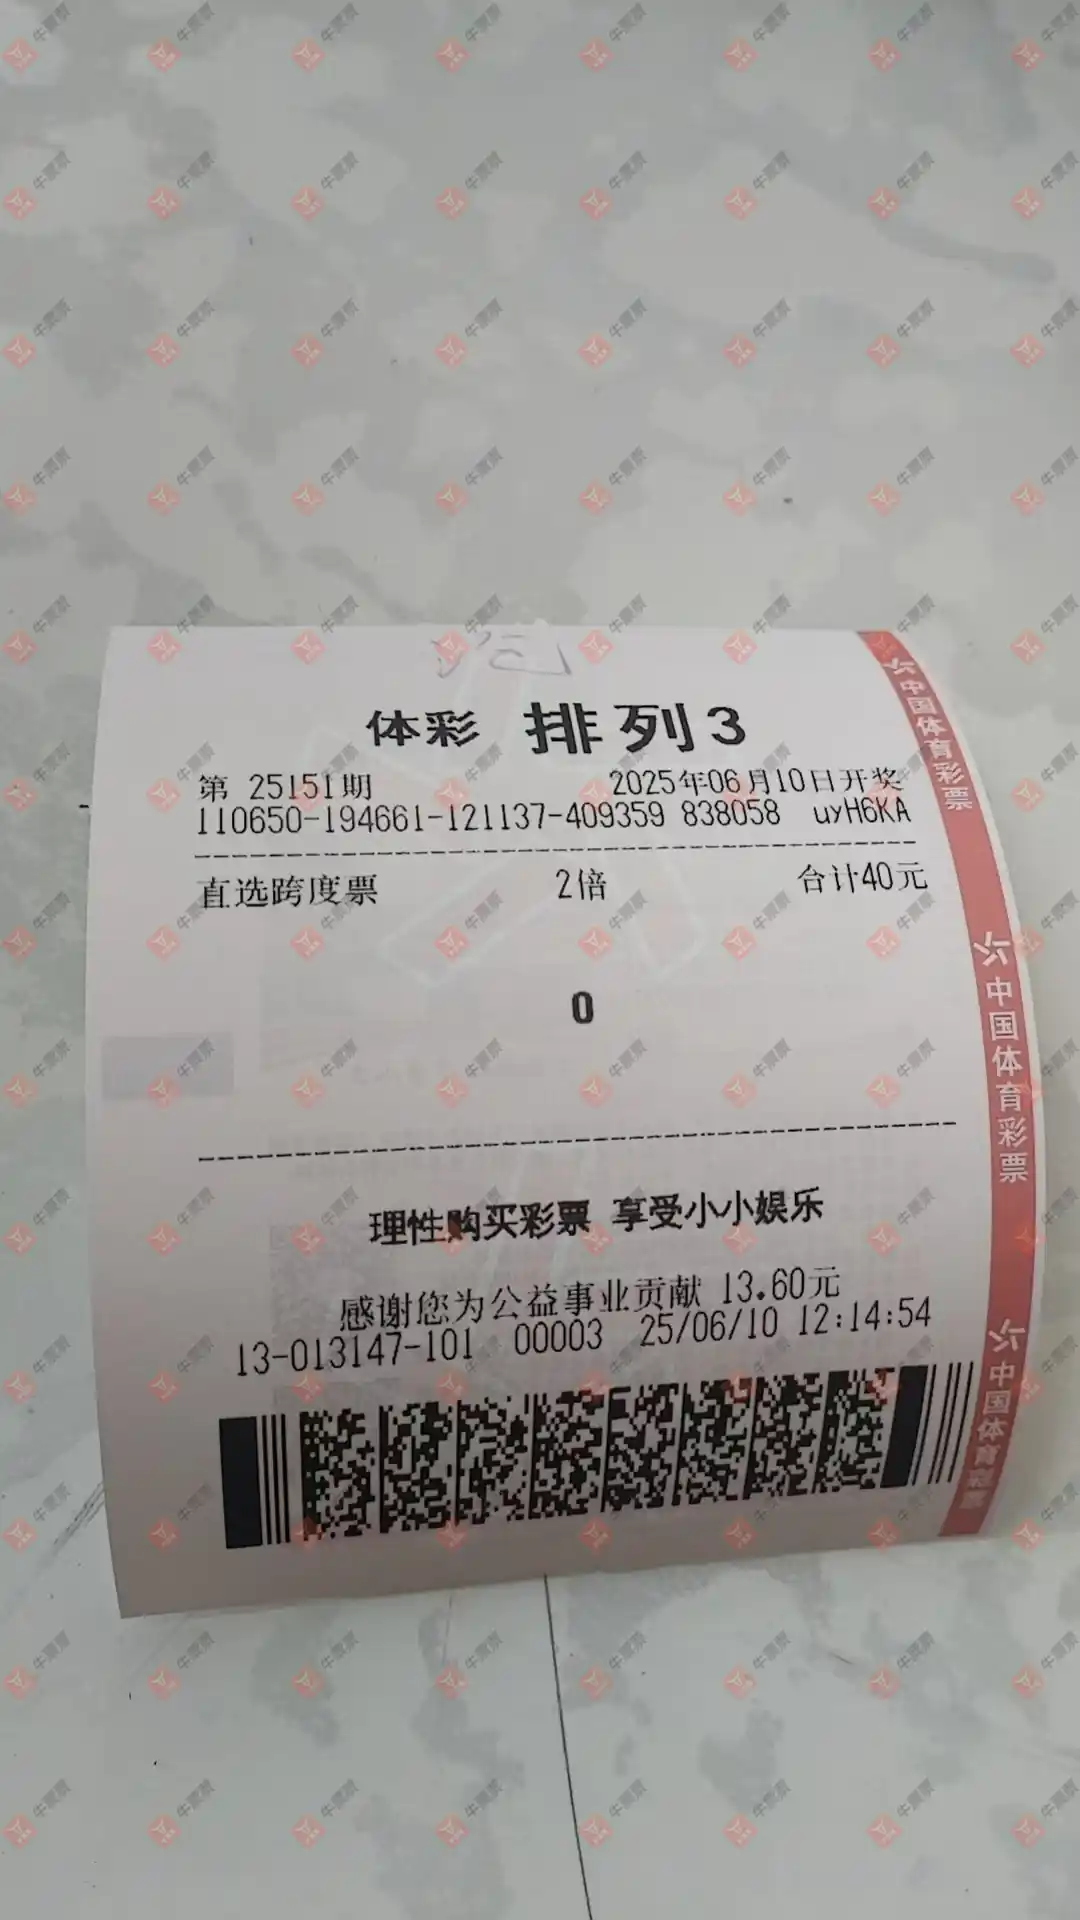 体彩 排列3
第 25151期 2025年06月10日开奖
110650-194661-121137-409359 838058 uyH6KA
直选跨度票 2倍 合计40元
0
理性购买彩票 享受小小娱乐
感谢您为公益事业贡献 13.60元
13-013147-101 00003 25/06/10 12:14:54
中国体育彩票
中国体育彩票
中国体育彩票
牛票票